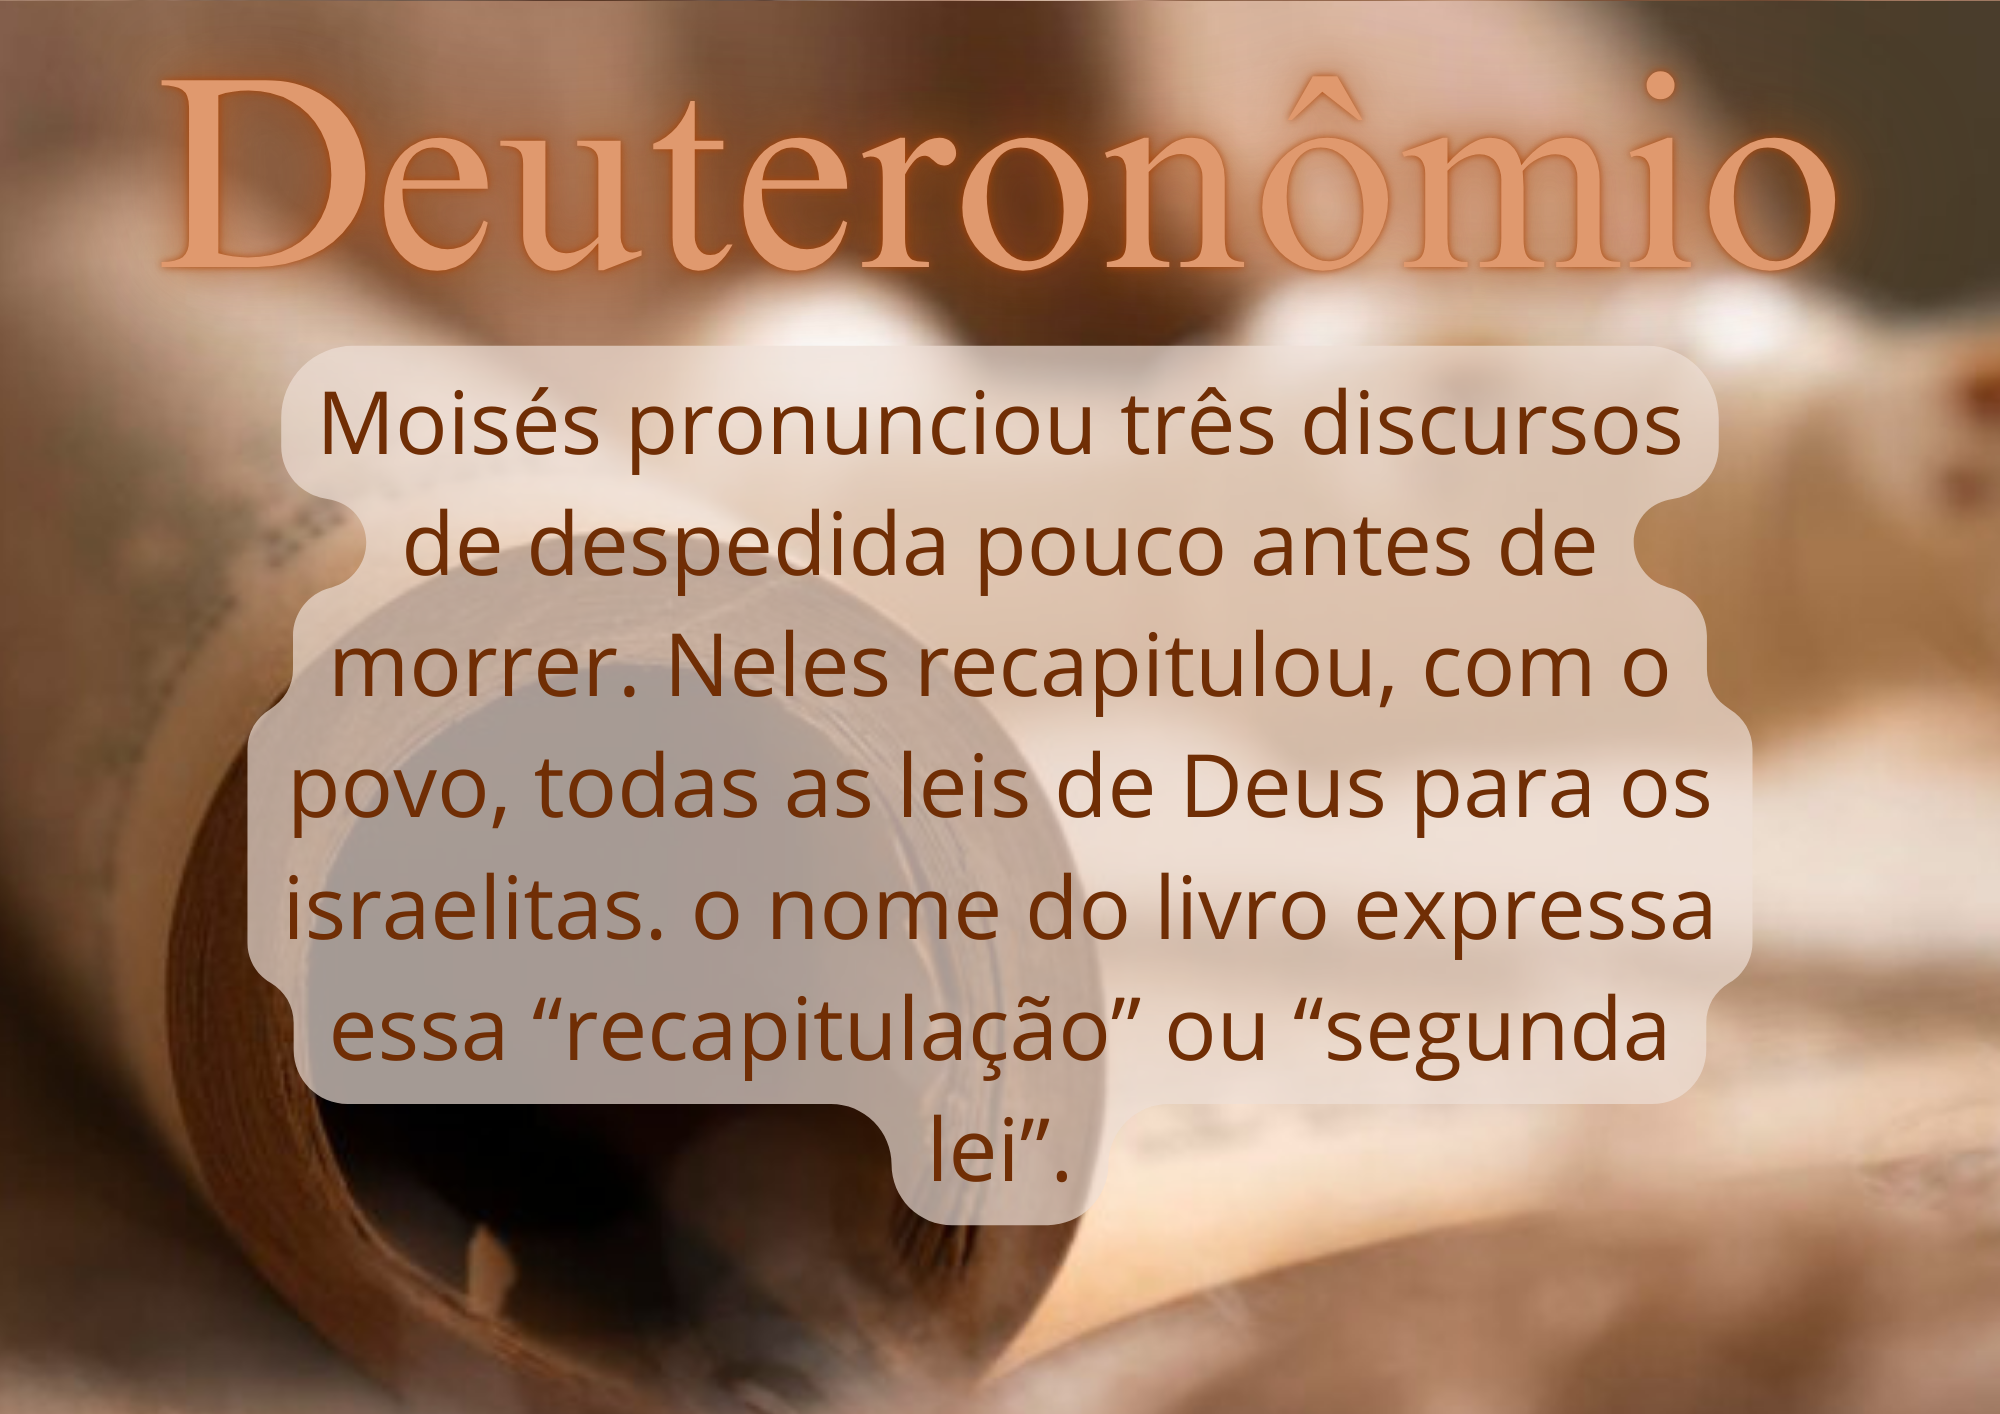 Deuteronômio
Moisés pronunciou três discursos
de despedida pouco antes de
morrer. Neles recapitulou, com o
povo, todas as leis de Deus para os
israelitas. o nome do livro expressa
essa “recapitulação” ou “segunda
lei”.